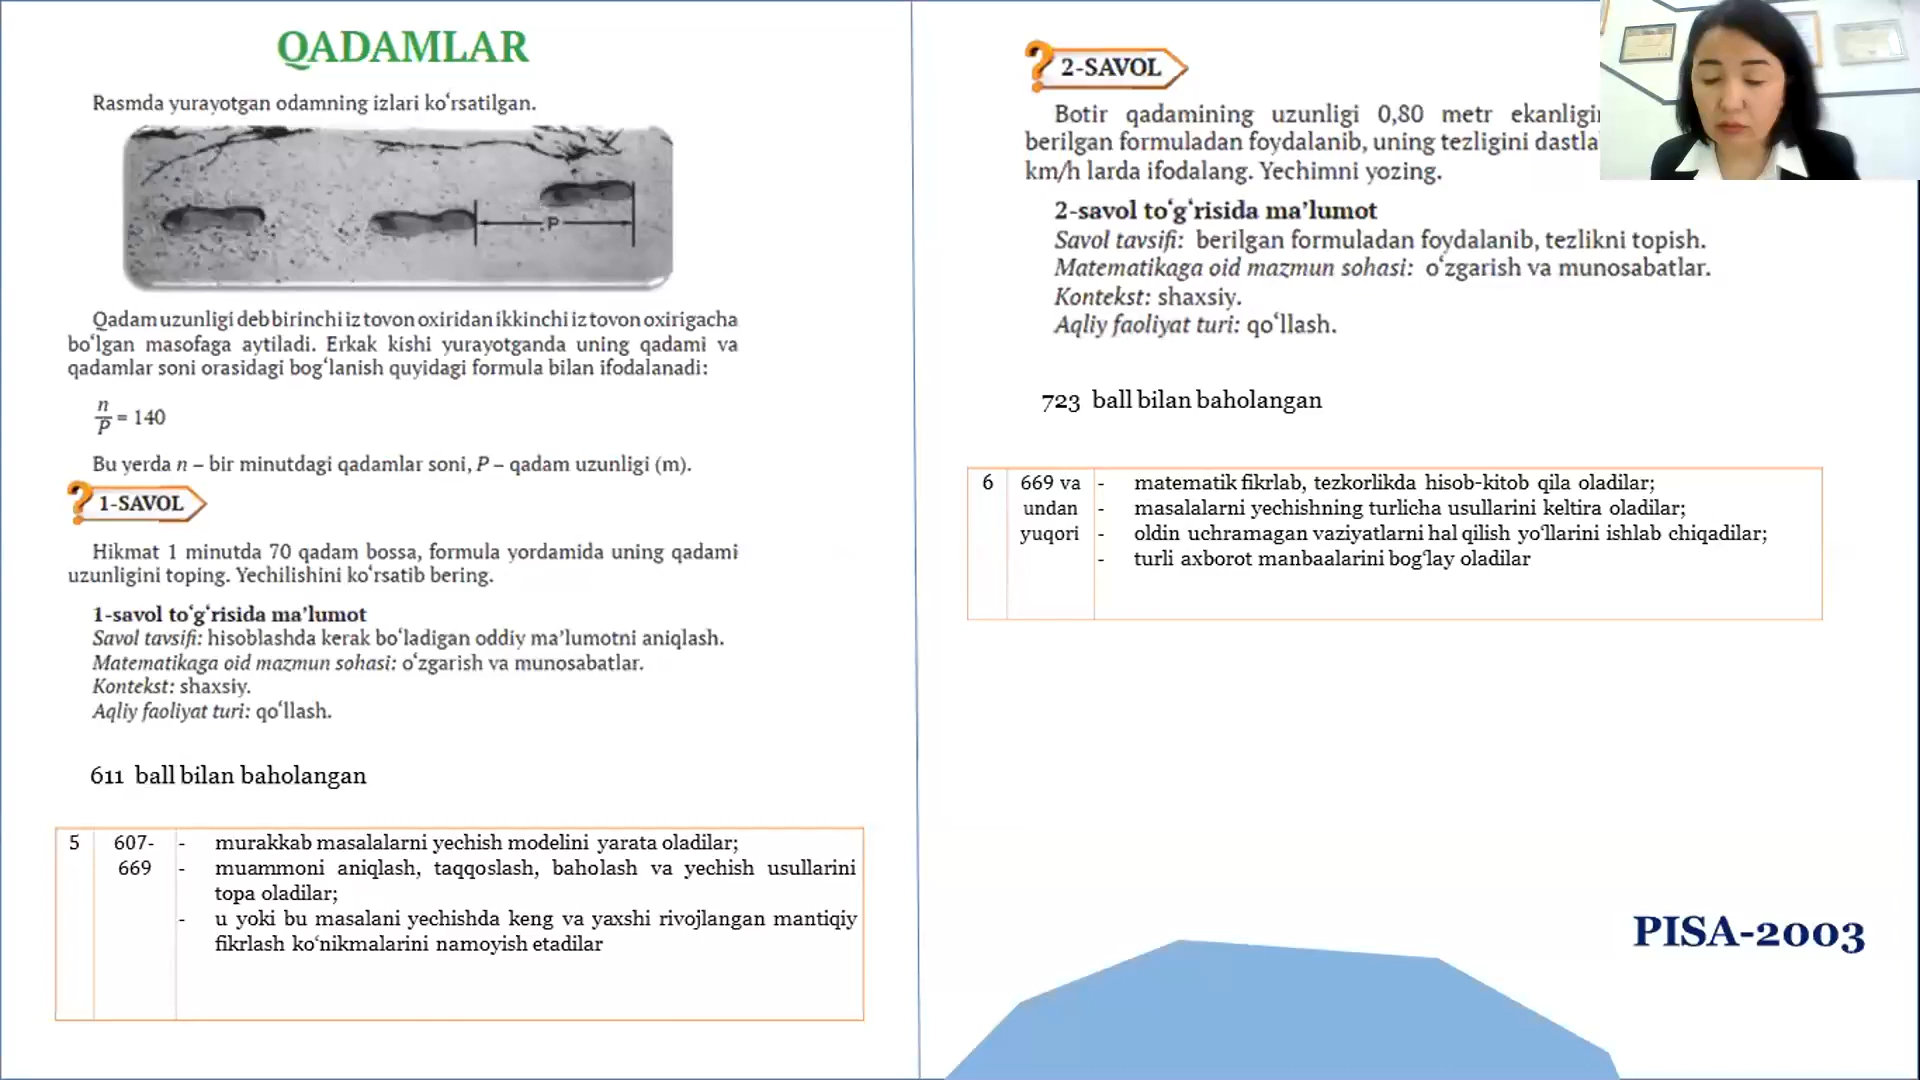 QADAMLAR
Rasmda yurayotgan odamning izlari ko‘rsatilgan.
P
Qadam uzunligi deb birinchi iz tovon oxiridan ikkinchi iz tovon oxirigacha
bo‘lgan masofaga aytiladi. Erkak kishi yurayotganda uning qadami va
qadamlar soni orasidagi bog‘lanish quyidagi formula bilan ifodalanadi:
n/P = 140
Bu yerda n – bir minutdagi qadamlar soni, P – qadam uzunligi (m).
? 1-SAVOL
Hikmat 1 minutda 70 qadam bossa, formula yordamida uning qadami
uzunligini toping. Yechilishini ko‘rsatib bering.
1-savol to‘g‘risida ma’lumot
Savol tavsifi: hisoblashda kerak bo‘ladigan oddiy ma’lumotni aniqlash.
Matematikaga oid mazmun sohasi: o‘zgarish va munosabatlar.
Kontekst: shaxsiy.
Aqliy faoliyat turi: qo‘llash.
611 ball bilan baholangan
5 607- - murakkab masalalarni yechish modelini yarata oladilar;
669 - muammoni aniqlash, taqqoslash, baholash va yechish usullarini
topa oladilar;
- u yoki bu masalani yechishda keng va yaxshi rivojlangan mantiqiy
fikrlash ko‘nikmalarini namoyish etadilar
? 2-SAVOL
Botir qadamining uzunligi 0,80 metr
berilgan formuladan foydalanib, uning tezligini
km/h larda ifodalang. Yechimni yozing.
2-savol to‘g‘risida ma’lumot
Savol tavsifi: berilgan formuladan foydalanib, tezlikni topish.
Matematikaga oid mazmun sohasi: o‘zgarish va munosabatlar.
Kontekst: shaxsiy.
Aqliy faoliyat turi: qo‘llash.
723 ball bilan baholangan
6 669 va - matematik fikrlab, tezkorlikda hisob-kitob qila oladilar;
undan - masalalarni yechishning turlicha usullarini keltira oladilar;
yuqori - oldin uchramagan vaziyatlarni hal qilish yo‘llarini ishlab chiqadilar;
- turli axborot manbaalarini bog‘lay oladilar
PISA-2003